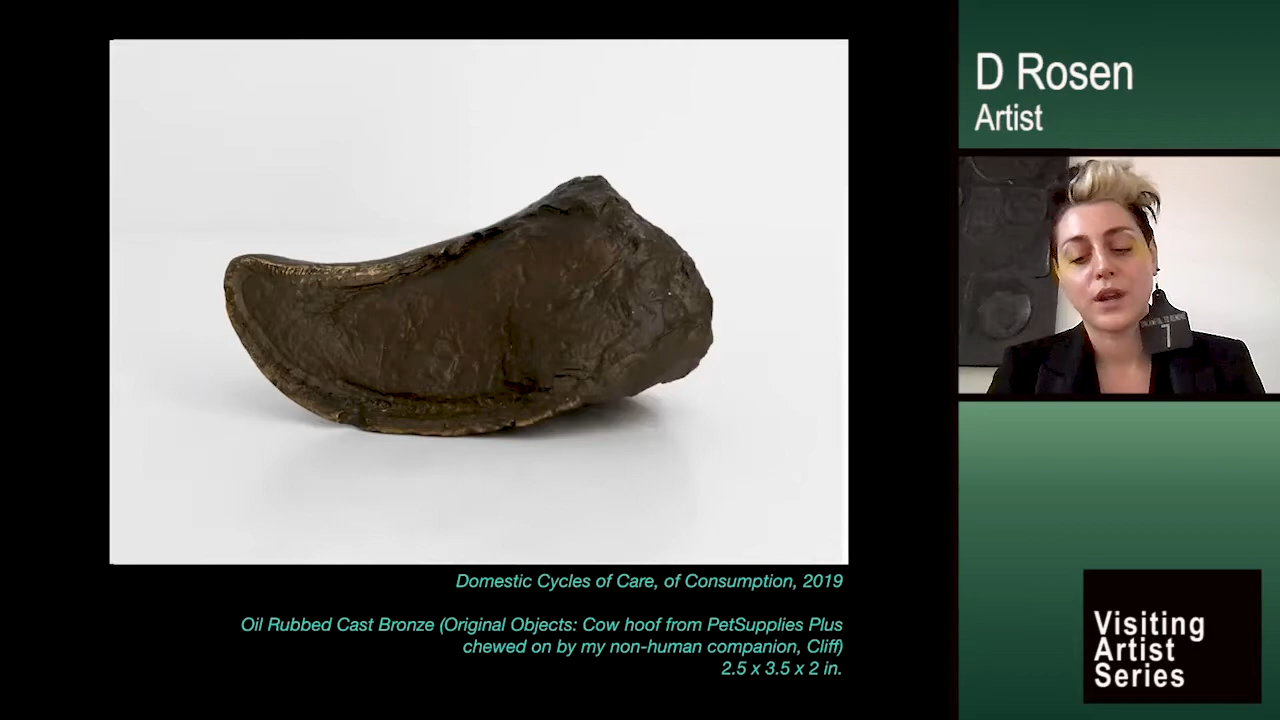 D Rosen
Artist
Domestic Cycles of Care, of Consumption, 2019
Oil Rubbed Cast Bronze (Original Objects: Cow hoof from PetSupplies Plus
chewed on by my non-human companion, Cliff)
2.5 x 3.5 x 2 in.
7
Visiting
Artist
Series